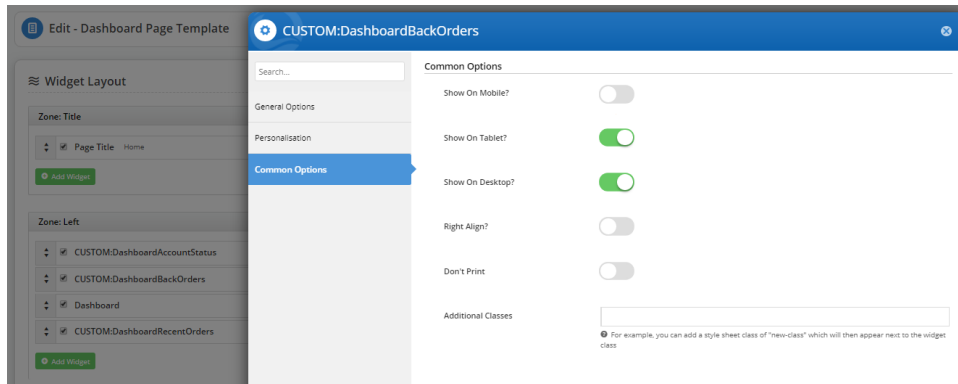 Edit - Dashboard Page Template
Widget Layout
Zone: Title
Page Title Home
Add Widget
Zone: Left
CUSTOM:DashboardAccountStatus
CUSTOM:DashboardBackOrders
Dashboard
CUSTOM:DashboardRecentOrders
Add Widget
CUSTOM:DashboardBackOrders
Search...
General Options
Personalisation
Common Options
Common Options
Show On Mobile?
Show On Tablet?
Show On Desktop?
Right Align?
Don't Print
Additional Classes
For example, you can add a style sheet class of "new-class" which will then appear next to the widget
class